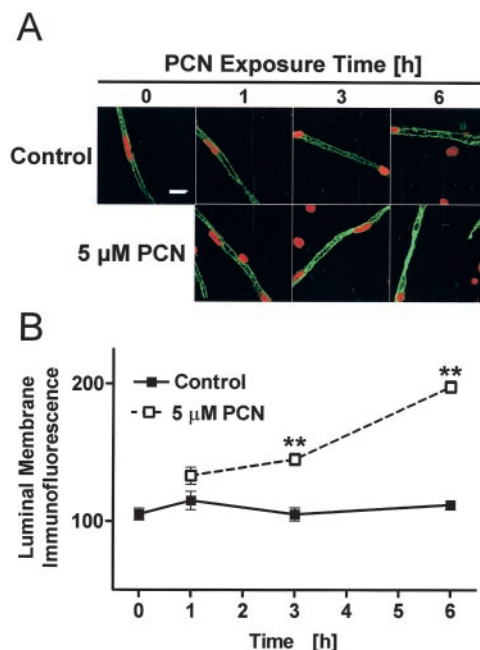 A
PCN Exposure Time [h]
0 1 3 6
Control
5 µM PCN
B
Luminal Membrane
Immunofluorescence
200
100
Control
5 µM PCN
**
**
0 1 2 3 4 5 6
Time [h]